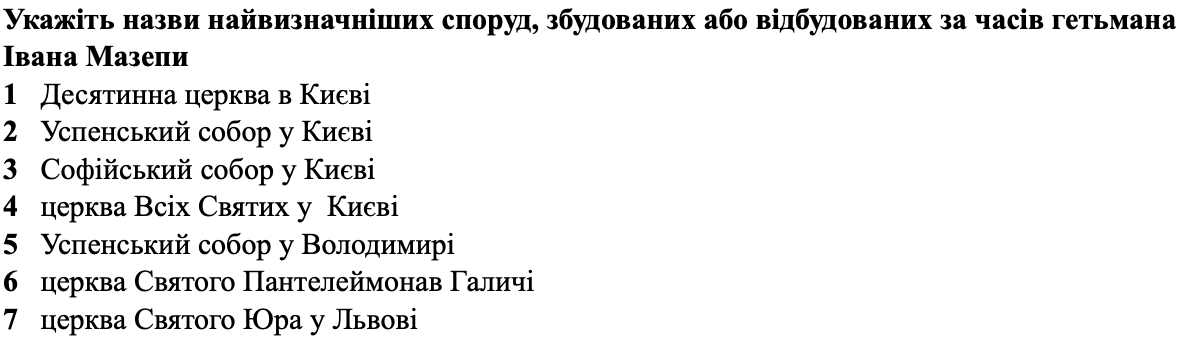 Укажіть назви найвизначніших споруд, збудованих або відбудованих за часів гетьмана
Івана Мазепи
1 Десятинна церква в Києві
2 Успенський собор у Києві
3 Софійський собор у Києві
4 церква Всіх Святих у Києві
5 Успенський собор у Володимирі
6 церква Святого Пантелеймонав Галичі
7 церква Святого Юра у Львові